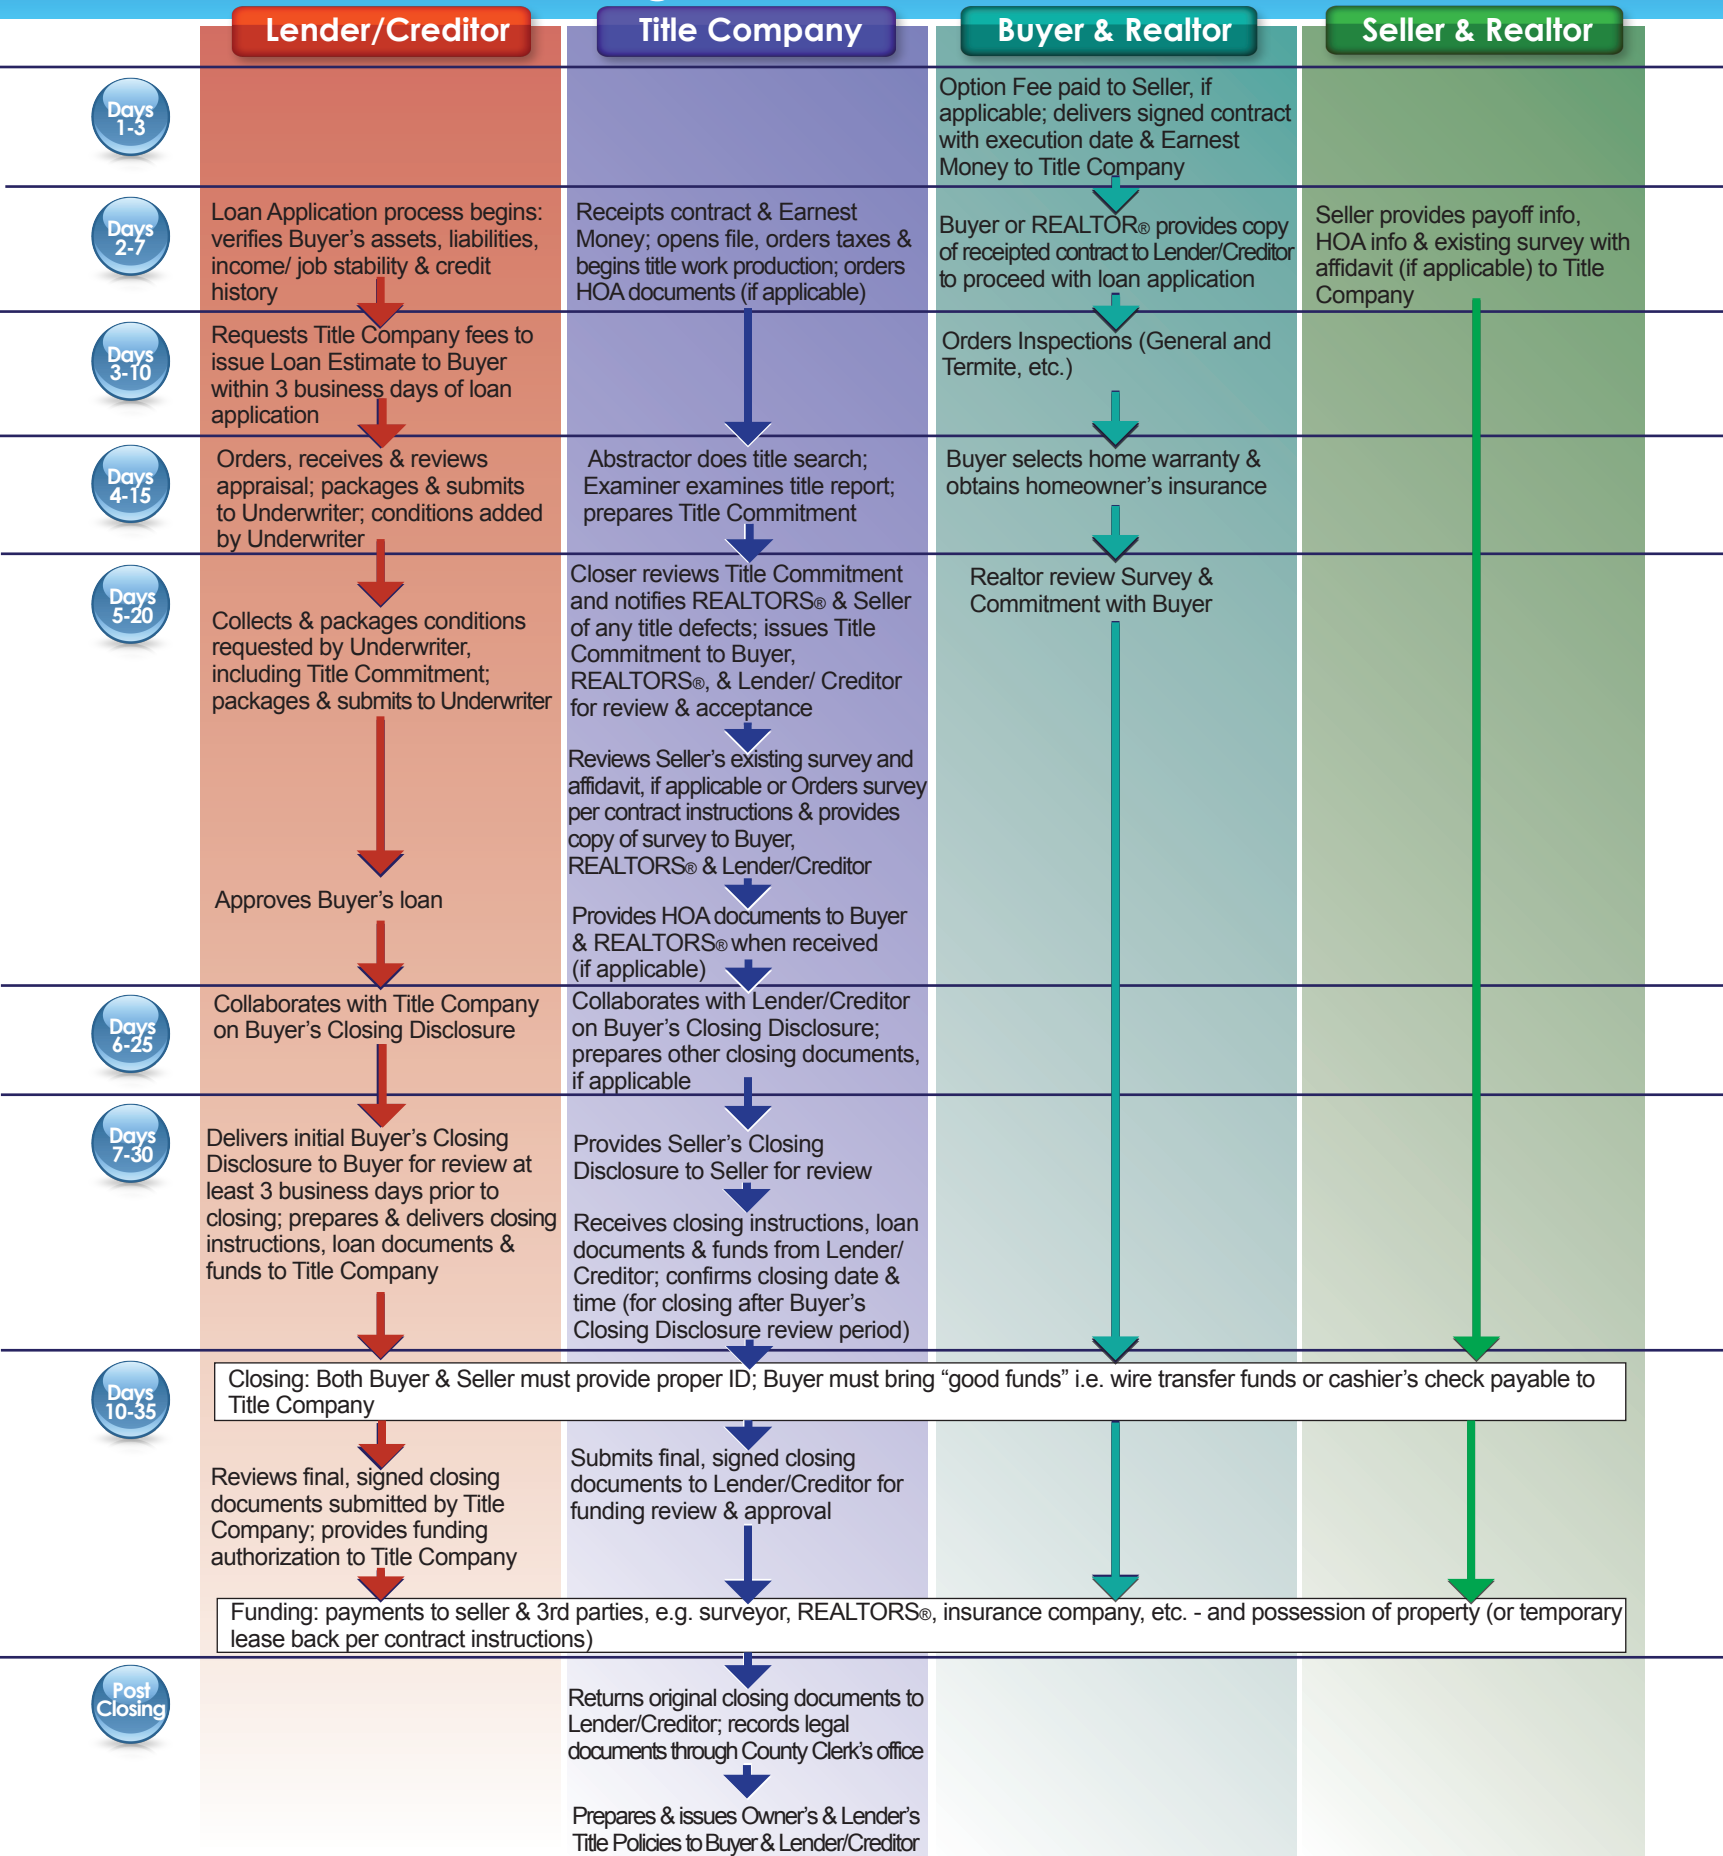 Lender/Creditor
Title Company
Buyer & Realtor
Seller & Realtor
Days
1-3
Option Fee paid to Seller, if
applicable; delivers signed contract
with execution date & Earnest
Money to Title Company
Days
2-7
Loan Application process begins:
verifies Buyer’s assets, liabilities,
income/ job stability & credit
history
Receipts contract & Earnest
Money; opens file, orders taxes &
begins title work production; orders
HOA documents (if applicable)
Buyer or REALTOR® provides copy
of receipted contract to Lender/Creditor
to proceed with loan application
Seller provides payoff info,
HOA info & existing survey with
affidavit (if applicable) to Title
Company
Days
3-10
Requests Title Company fees to
issue Loan Estimate to Buyer
within 3 business days of loan
application
Orders Inspections (General and
Termite, etc.)
Days
4-15
Orders, receives & reviews
appraisal; packages & submits
to Underwriter; conditions added
by Underwriter
Abstractor does title search;
Examiner examines title report;
prepares Title Commitment
Buyer selects home warranty &
obtains homeowner’s insurance
Days
5-20
Collects & packages conditions
requested by Underwriter,
including Title Commitment;
packages & submits to Underwriter
Approves Buyer’s loan
Closer reviews Title Commitment
and notifies REALTORS® & Seller
of any title defects; issues Title
Commitment to Buyer,
REALTORS®, & Lender/ Creditor
for review & acceptance
Reviews Seller’s existing survey and
affidavit, if applicable or Orders survey
per contract instructions & provides
copy of survey to Buyer,
REALTORS® & Lender/Creditor
Provides HOA documents to Buyer
& REALTORS® when received
(if applicable)
Realtor review Survey &
Commitment with Buyer
Days
6-25
Collaborates with Title Company
on Buyer’s Closing Disclosure
Collaborates with Lender/Creditor
on Buyer’s Closing Disclosure;
prepares other closing documents,
if applicable
Days
7-30
Delivers initial Buyer’s Closing
Disclosure to Buyer for review at
least 3 business days prior to
closing; prepares & delivers closing
instructions, loan documents &
funds to Title Company
Provides Seller’s Closing
Disclosure to Seller for review
Receives closing instructions, loan
documents & funds from Lender/
Creditor; confirms closing date &
time (for closing after Buyer’s
Closing Disclosure review period)
Days
10-35
Closing: Both Buyer & Seller must provide proper ID; Buyer must bring “good funds” i.e. wire transfer funds or cashier’s check payable to
Title Company
Reviews final, signed closing
documents submitted by Title
Company; provides funding
authorization to Title Company
Submits final, signed closing
documents to Lender/Creditor for
funding review & approval
Funding: payments to seller & 3rd parties, e.g. surveyor, REALTORS®, insurance company, etc. - and possession of property (or temporary
lease back per contract instructions)
Post
Closing
Returns original closing documents to
Lender/Creditor; records legal
documents through County Clerk’s office
Prepares & issues Owner’s & Lender’s
Title Policies to Buyer & Lender/Creditor